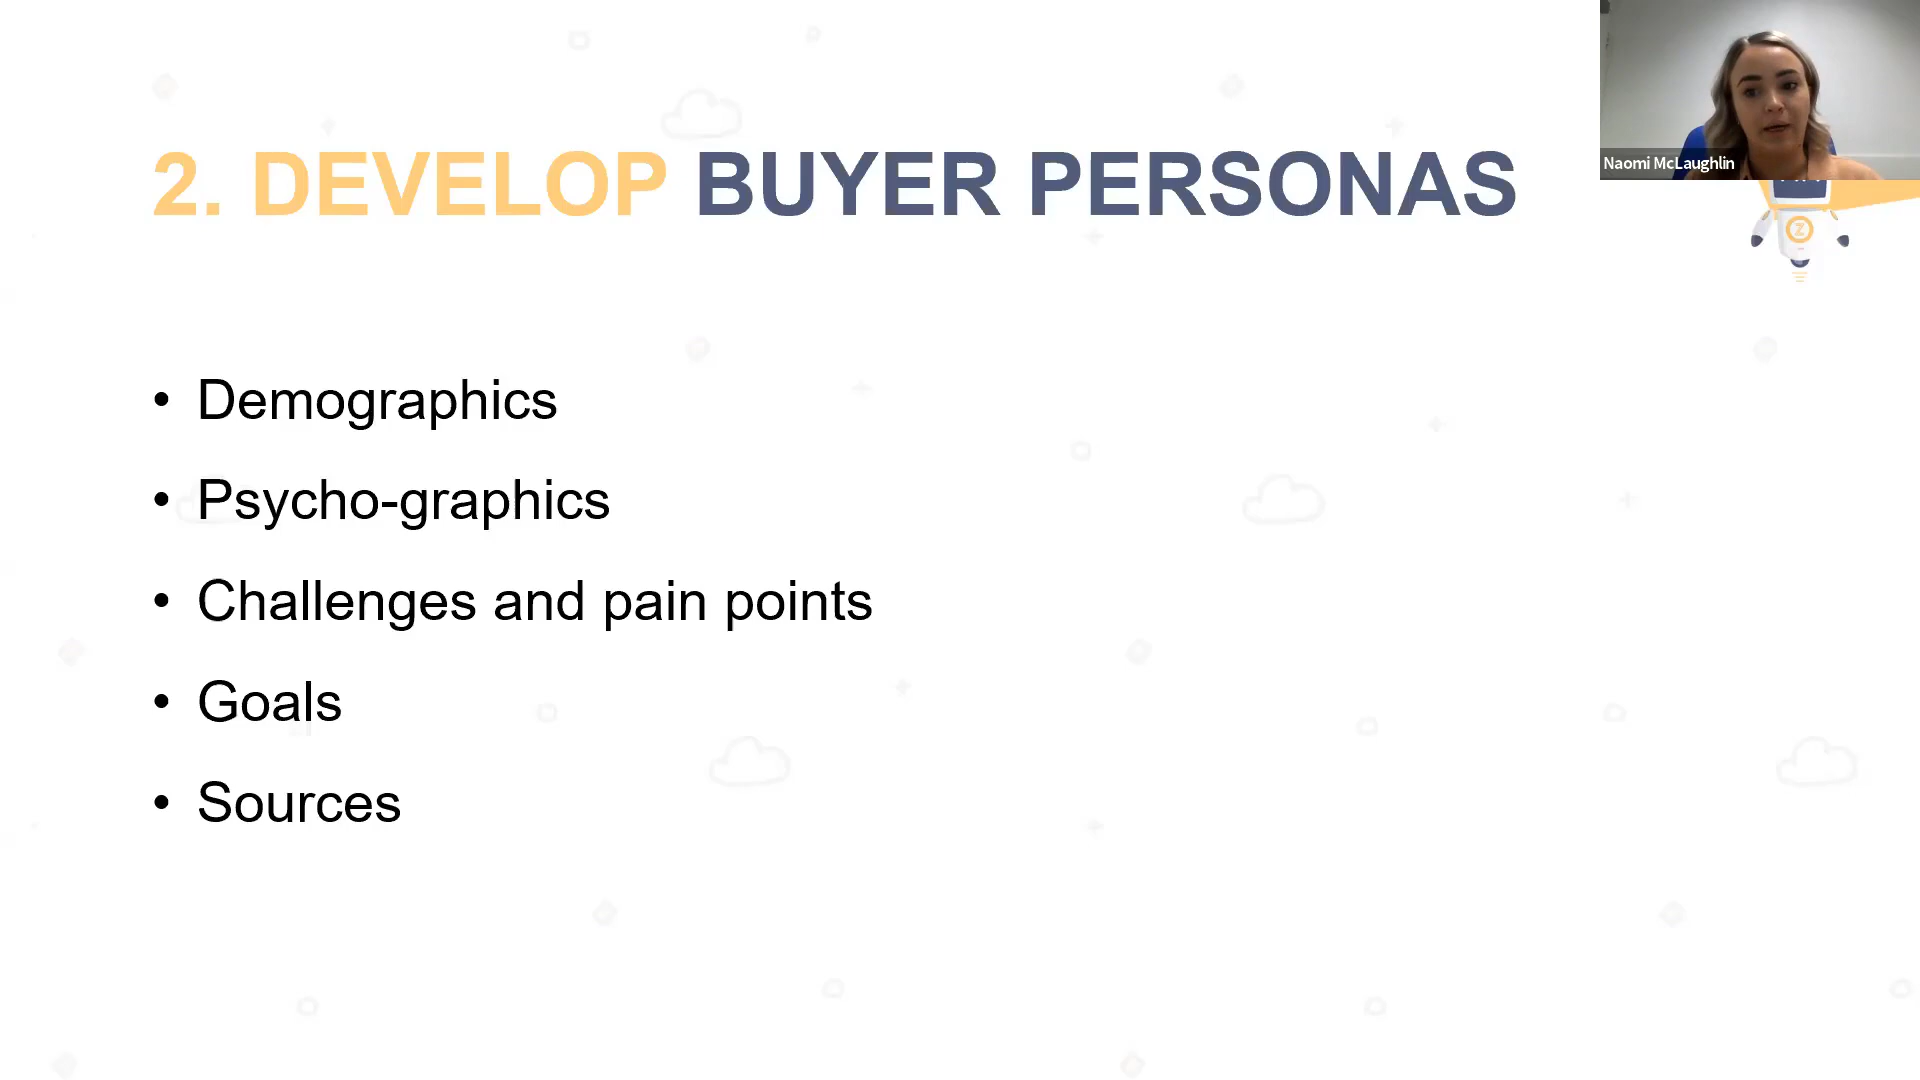 2. DEVELOP BUYER PERSONAS
Naomi McLaughlin
Z
• Demographics
• Psycho-graphics
• Challenges and pain points
• Goals
• Sources